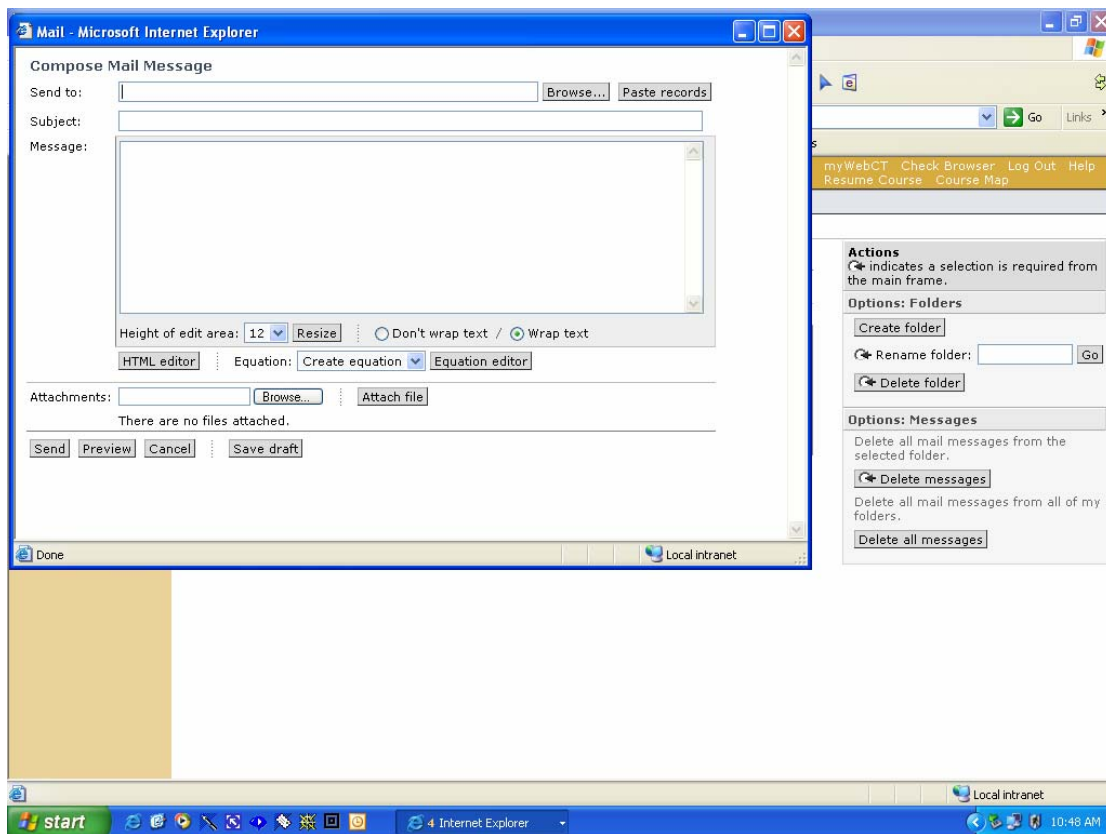 Mail - Microsoft Internet Explorer
Compose Mail Message
Send to:
Browse... Paste records
Subject:
Message:
Height of edit area: 12 Resize Don't wrap text / Wrap text
HTML editor Equation: Create equation Equation editor
Attachments: Browse... Attach file
There are no files attached.
Send Preview Cancel Save draft
Done Local intranet
Go Links
s
myWebCT Check Browser Log Out Help
Resume Course Course Map
Actions
indicates a selection is required from
the main frame.
Options: Folders
Create folder
Rename folder: Go
Delete folder
Options: Messages
Delete all mail messages from the
selected folder.
Delete messages
Delete all mail messages from all of my
folders.
Delete all messages
Local intranet
start 4 Internet Explorer 10:48 AM